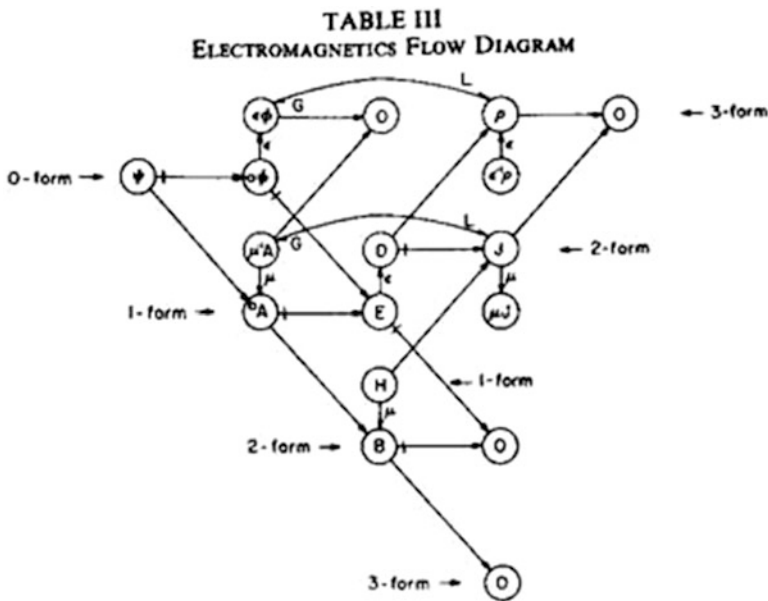 TABLE III
ELECTROMAGNETICS FLOW DIAGRAM
ϵϕ G O L ρ O ← 3-form
ϵ ϵ
0-form → ψ ϕ ϵ⁻¹ρ
μ⁻¹A G D L J ← 2-form
μ ϵ μ
1-form → A E μJ
H ← 1-form
μ
2-form → B O
3-form → O